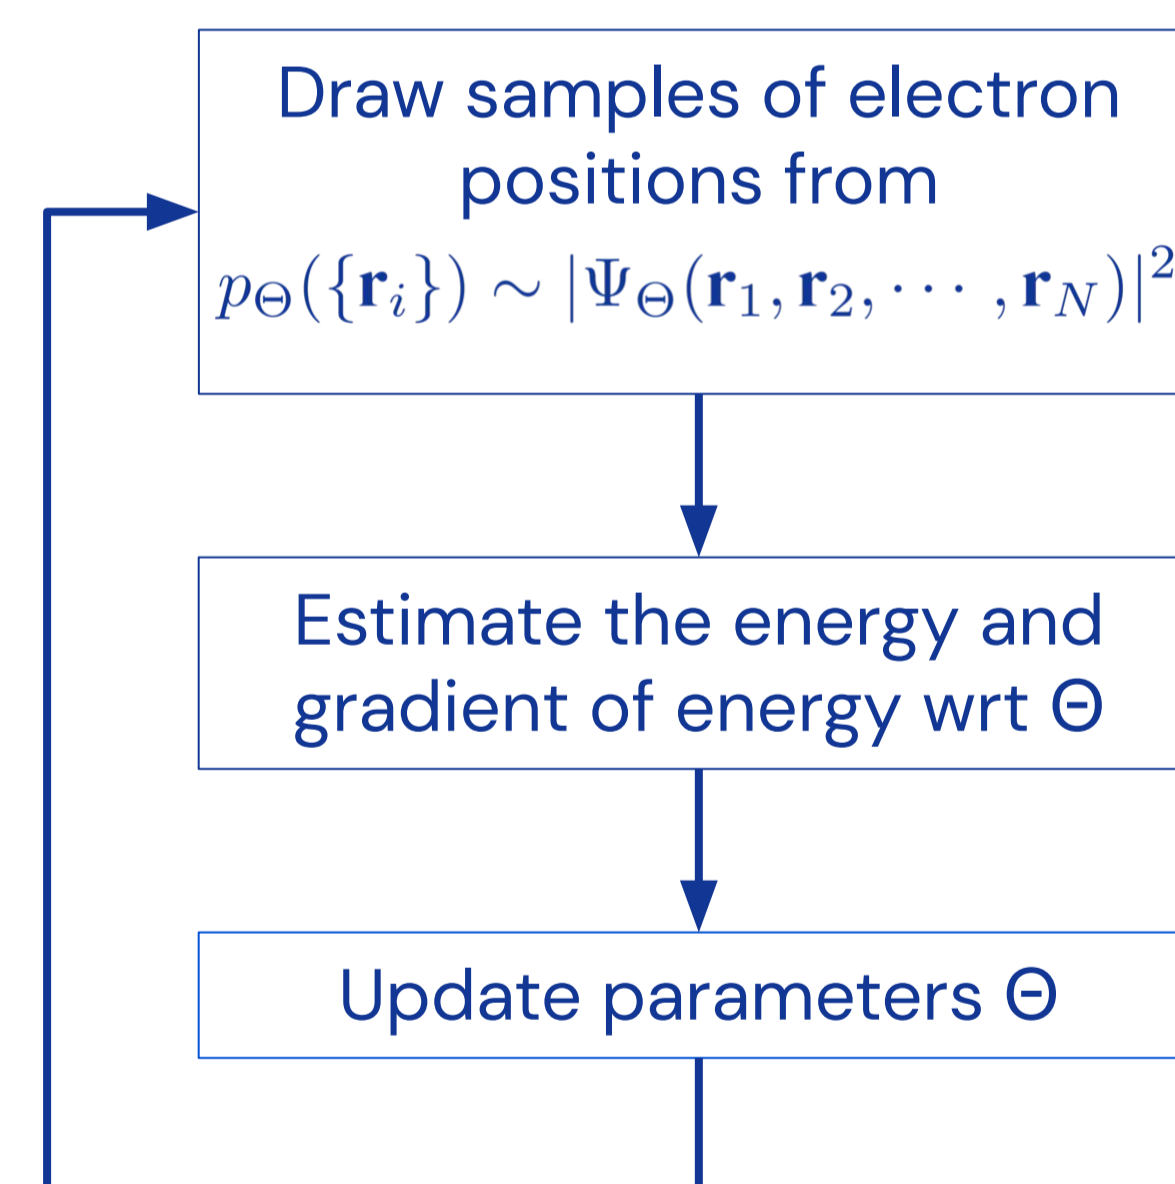 Draw samples of electron
positions from
p_Θ({r_i}) ∼ |Ψ_Θ(r_1, r_2, ⋯ , r_N)|^2
Estimate the energy and
gradient of energy wrt Θ
Update parameters Θ